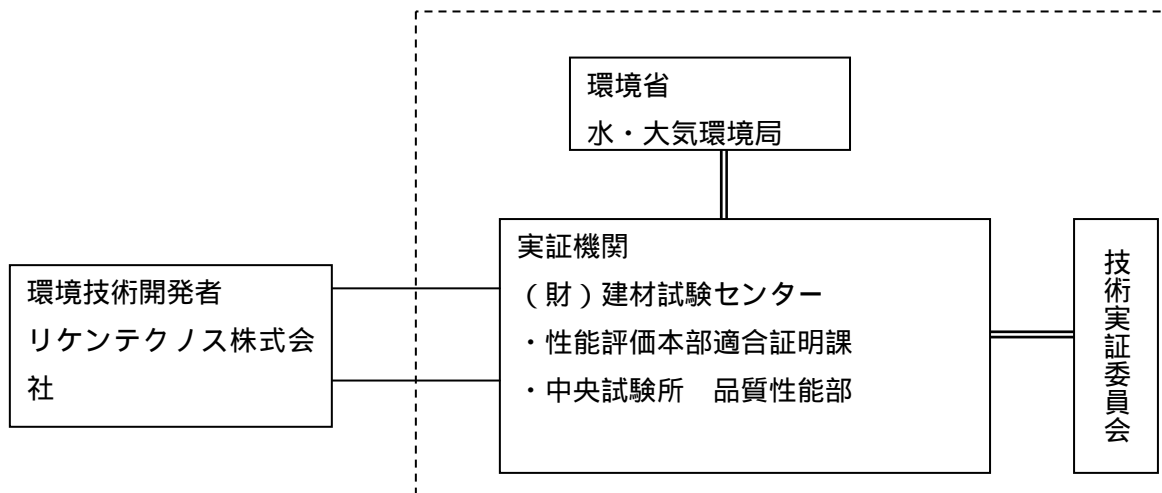 環境省
水・大気環境局
実証機関
（財）建材試験センター
・性能評価本部適合証明課
・中央試験所　品質性能部
環境技術開発者
リケンテクノス株式会
社
技術実証委員会